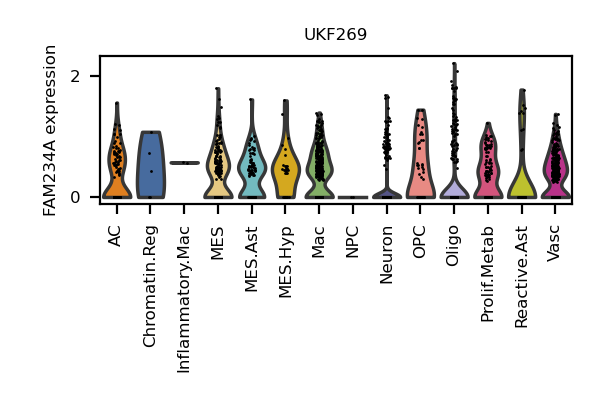 UKF269
FAM234A expression
2
0
AC
Chromatin.Reg
Inflammatory.Mac
MES
MES.Ast
MES.Hyp
Mac
NPC
Neuron
OPC
Oligo
Prolif.Metab
Reactive.Ast
Vasc